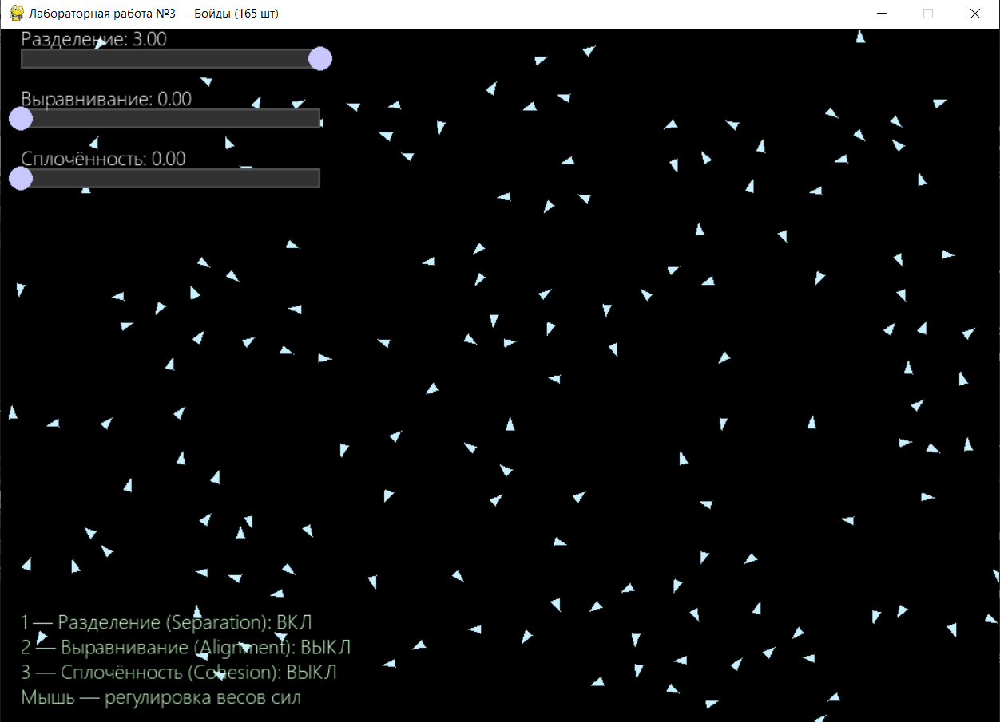 Лабораторная работа №3 — Бойды (165 шт)
Разделение: 3.00
Выравнивание: 0.00
Сплочённость: 0.00
1 — Разделение (Separation): ВКЛ
2 — Выравнивание (Alignment): ВЫКЛ
3 — Сплочённость (Cohesion): ВЫКЛ
Мышь — регулировка весов сил